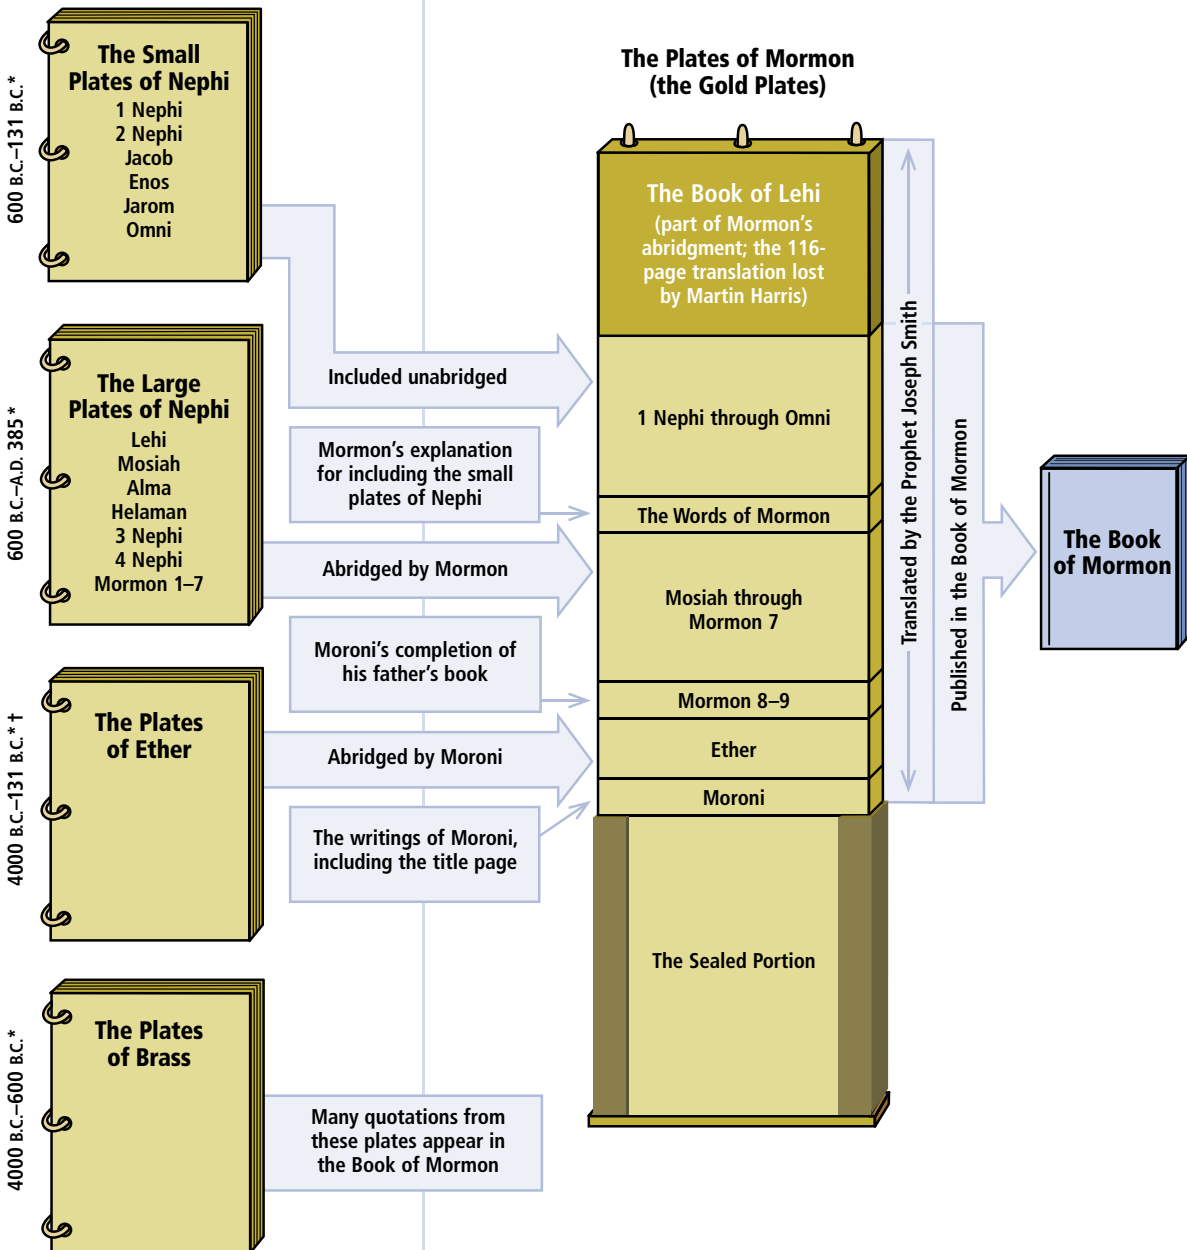 600 B.C.–131 B.C.*
The Small
Plates of Nephi
1 Nephi
2 Nephi
Jacob
Enos
Jarom
Omni
600 B.C.–A.D. 385*
The Large
Plates of Nephi
Lehi
Mosiah
Alma
Helaman
3 Nephi
4 Nephi
Mormon 1–7
4000 B.C.–131 B.C.*†
The Plates
of Ether
4000 B.C.–600 B.C.*
The Plates
of Brass
Included unabridged
Mormon’s explanation
for including the small
plates of Nephi
Abridged by Mormon
Moroni’s completion of
his father’s book
Abridged by Moroni
The writings of Moroni,
including the title page
Many quotations from
these plates appear in
the Book of Mormon
The Plates of Mormon
(the Gold Plates)
The Book of Lehi
(part of Mormon’s
abridgment; the 116-
page translation lost
by Martin Harris)
1 Nephi through Omni
The Words of Mormon
Mosiah through
Mormon 7
Mormon 8–9
Ether
Moroni
The Sealed Portion
Translated by the Prophet Joseph Smith
Published in the Book of Mormon
The Book
of Mormon